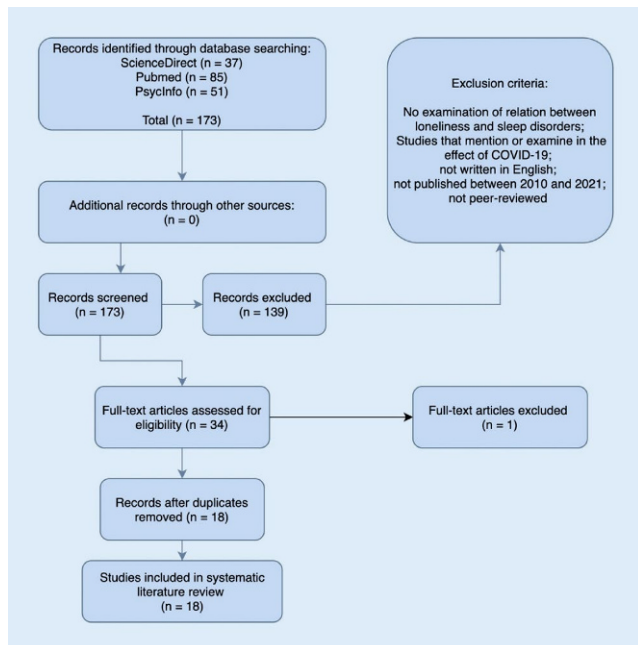 Records identified through database searching:
ScienceDirect (n = 37)
Pubmed (n = 85)
PsycInfo (n = 51)
Total (n = 173)
Exclusion criteria:
No examination of relation between
loneliness and sleep disorders;
Studies that mention or examine in the
effect of COVID-19;
not written in English;
not published between 2010 and 2021;
not peer-reviewed
Additional records through other sources:
(n = 0)
Records screened
(n = 173)
Records excluded
(n = 139)
Full-text articles assessed for
eligibility (n = 34)
Full-text articles excluded
(n = 1)
Records after duplicates
removed (n = 18)
Studies included in systematic
literature review
(n = 18)